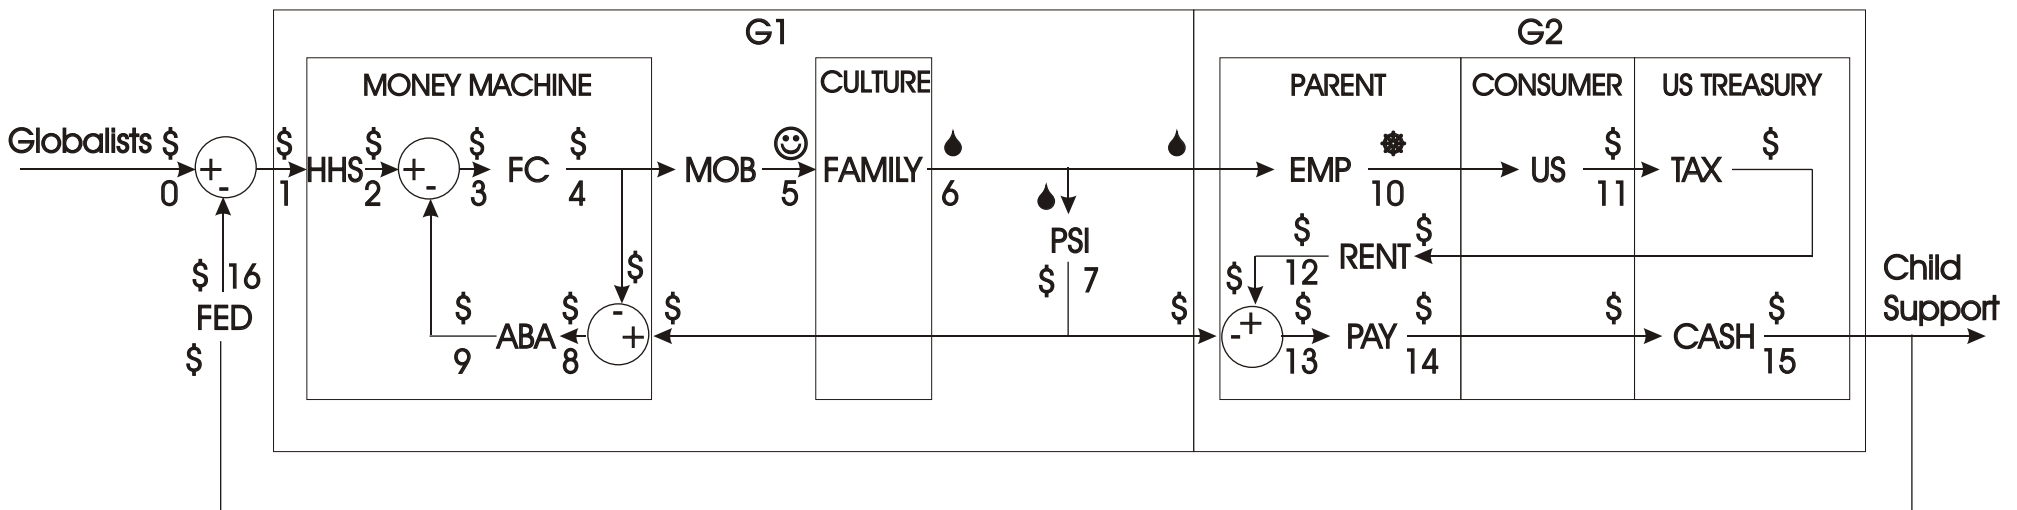 G1
G2
MONEY MACHINE
CULTURE
PARENT
CONSUMER
US TREASURY
Globalists $ + - $ HHS $ + - $ FC $ MOB FAMILY EMP US $ TAX $
0 1 2 3 4 5 6 10 11
PSI
$ RENT $
12
$ 16
$ $ 7 $
Child
Support
FED
$ ABA $ - + $ $ + - $ PAY $ $ CASH $
$ 9 8 13 14 15